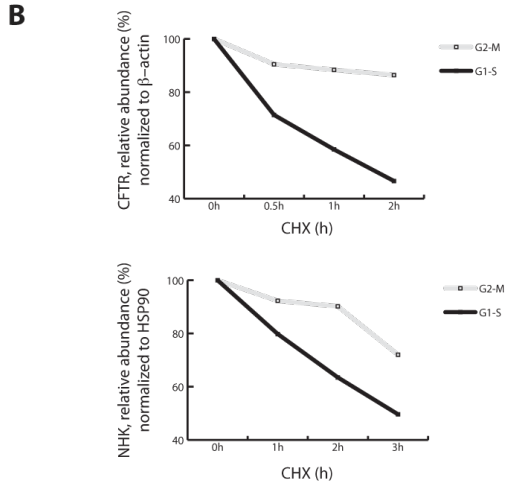 B
CFTR, relative abundance (%)
normalized to β–actin
100
80
60
40
0h 0.5h 1h 2h
CHX (h)
G2-M
G1-S
NHK, relative abundance (%)
normalized to HSP90
100
80
60
40
0h 1h 2h 3h
CHX (h)
G2-M
G1-S